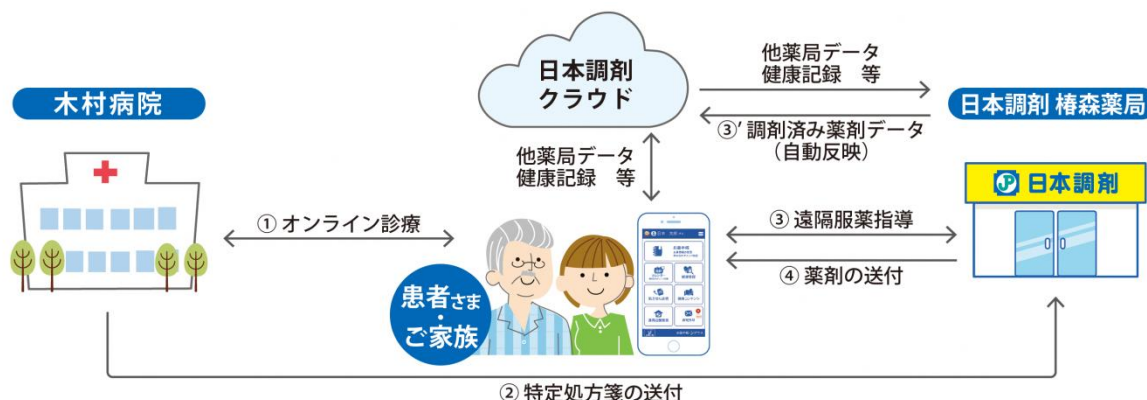 木村病院
日本調剤
クラウド
他薬局データ
健康記録　等
日本調剤 椿森薬局
③’ 調剤済み薬剤データ
（自動反映）
他薬局データ
健康記録　等
① オンライン診療
患者さま
・
ご家族
③ 遠隔服薬指導
④ 薬剤の送付
JP 日本調剤
② 特定処方箋の送付